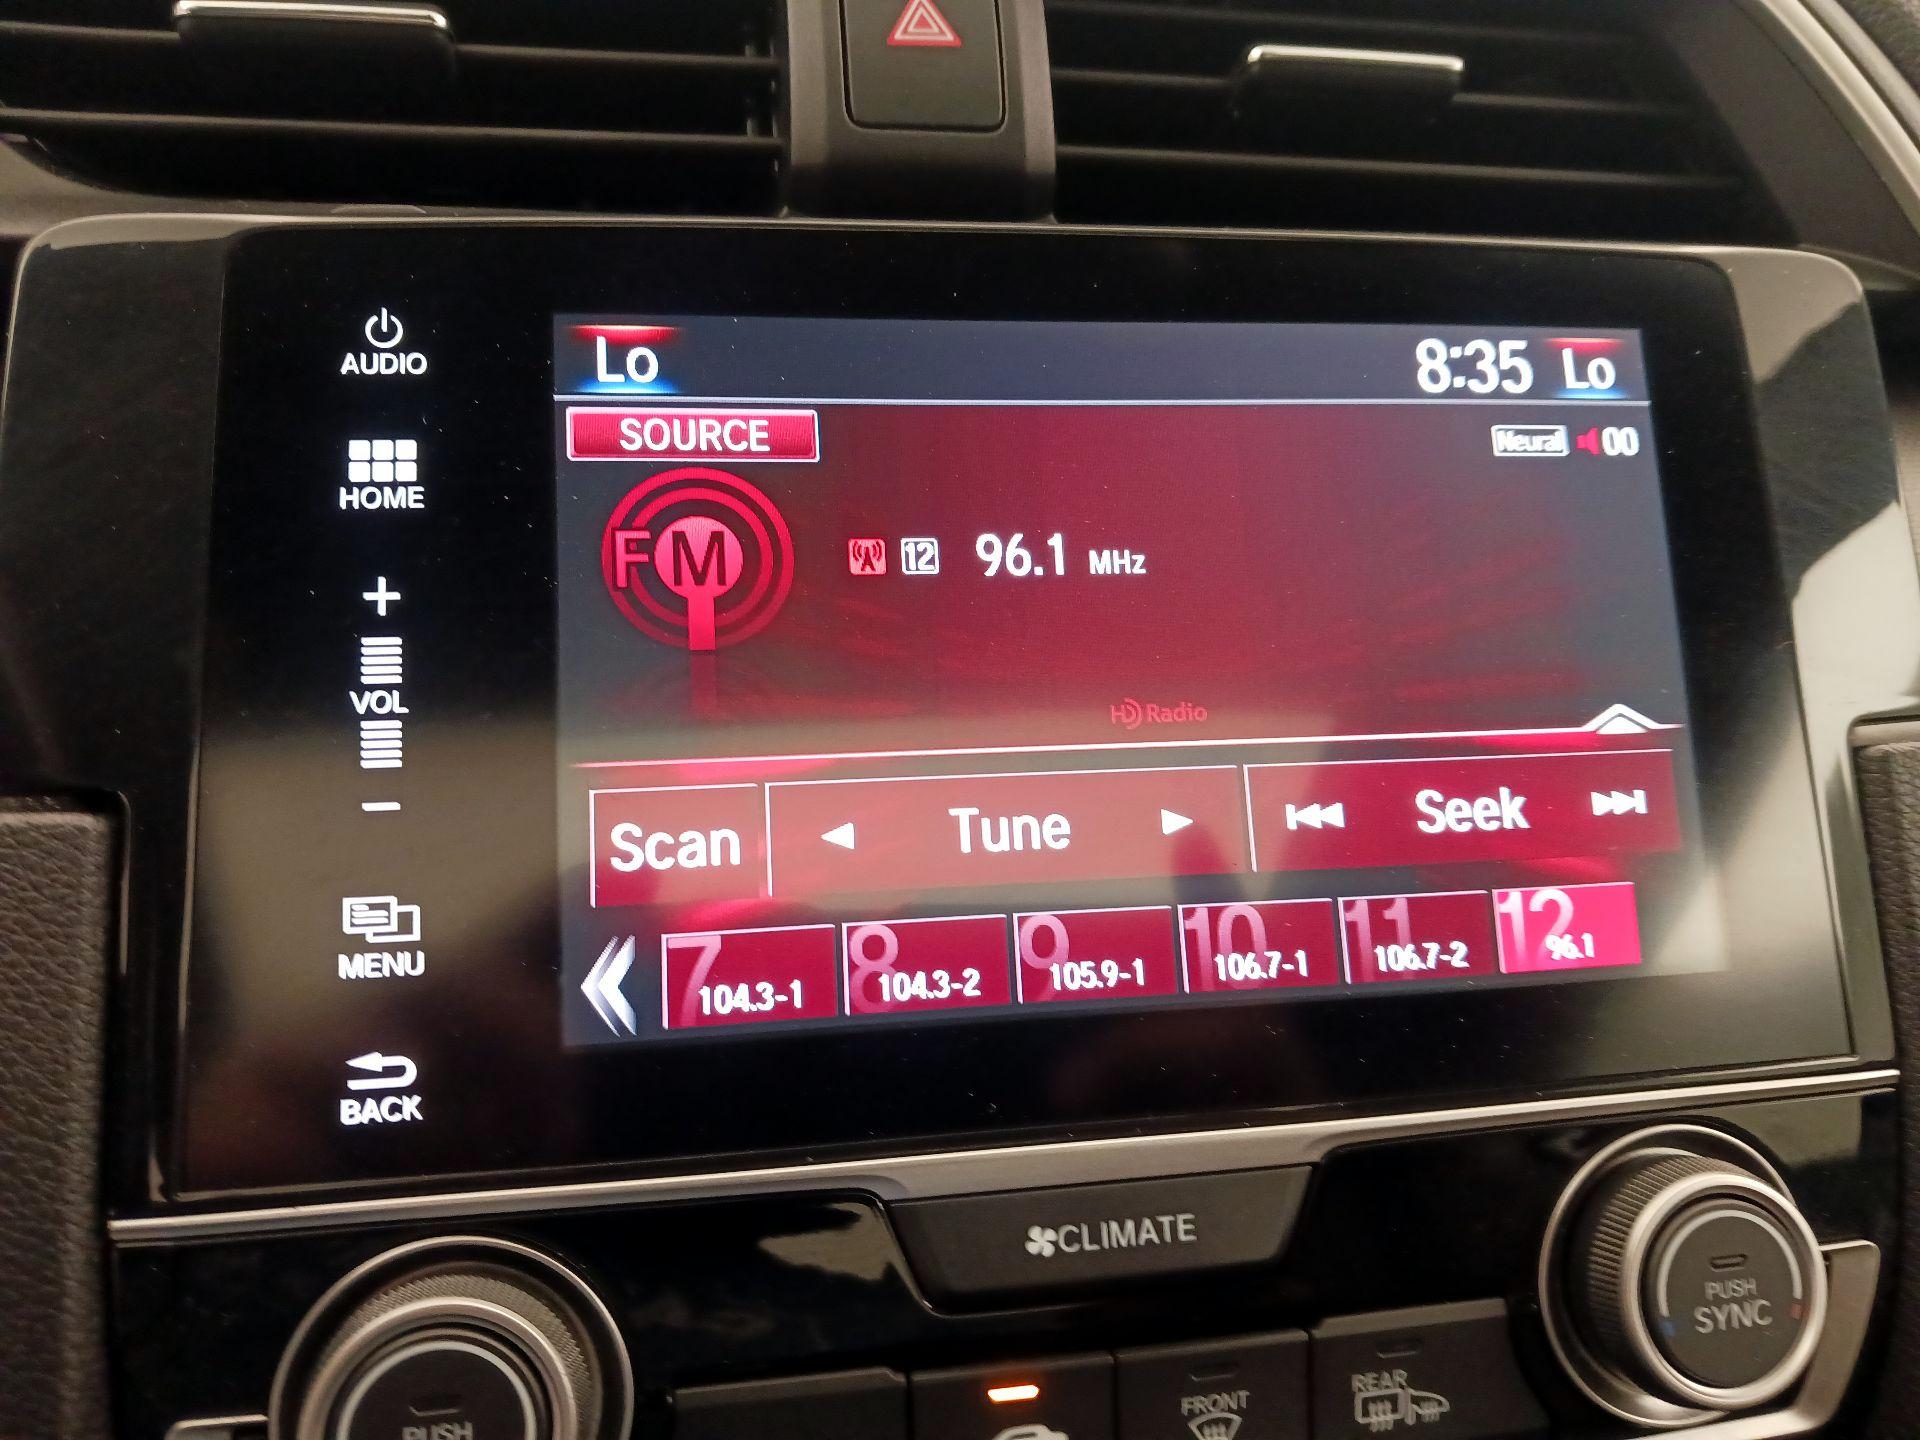 AUDIO
HOME
+
VOL
−
MENU
BACK
Lo
8:35 Lo
SOURCE
Neural 00
FM
12 96.1 MHz
HD Radio
Scan
Tune
Seek
7 104.3-1
8 104.3-2
9 105.9-1
10 106.7-1
11 106.7-2
12 96.1
CLIMATE
PUSH
SYNC
PUSH
FRONT
REAR